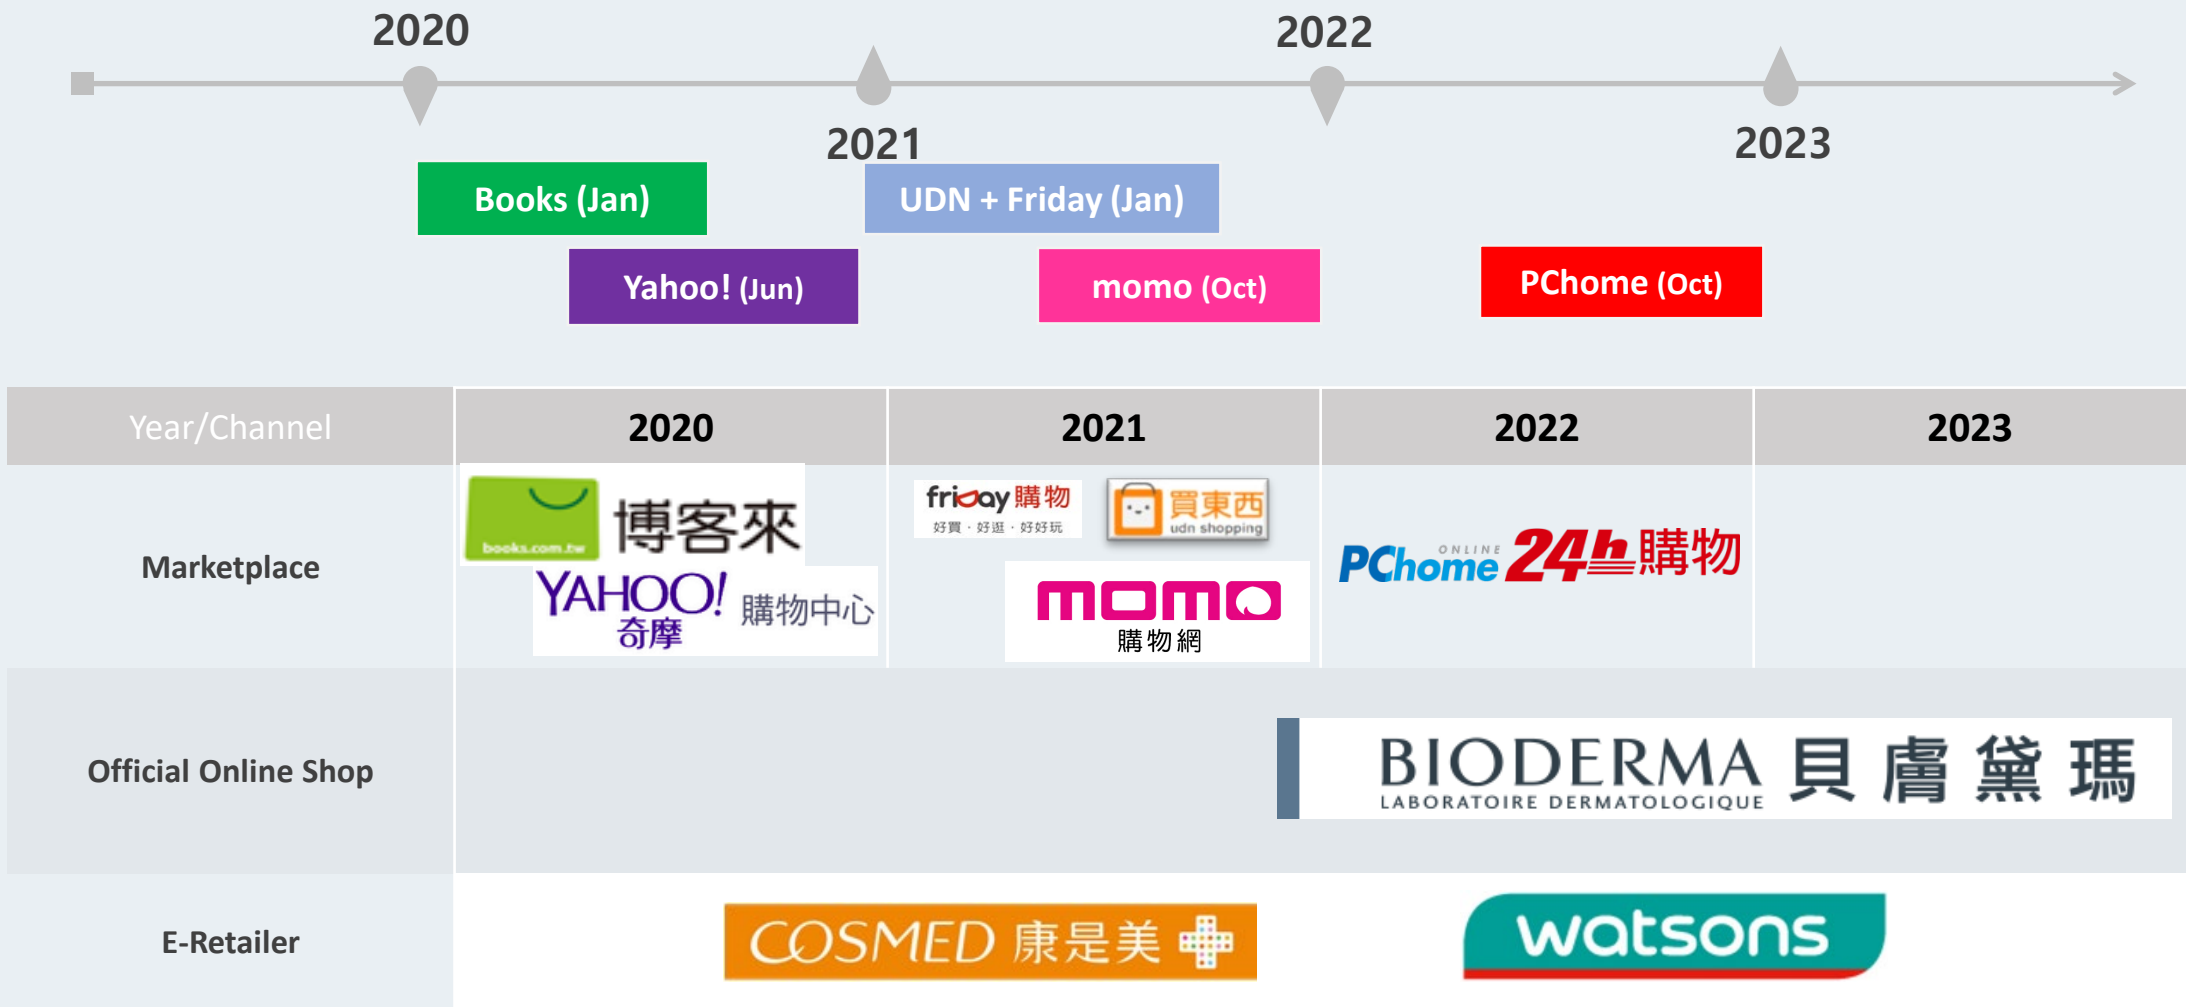 2020
2022
2021
2023
Books (Jan)
UDN + Friday (Jan)
Yahoo! (Jun)
momo (Oct)
PChome (Oct)
Year/Channel
2020
2021
2022
2023
Marketplace
books.com.tw
博客來
YAHOO!
奇摩
購物中心
friday購物
好買·好逛·好好玩
買東西
udn shopping
momo
購物網
PChome ONLINE 24h購物
Official Online Shop
BIODERMA 貝膚黛瑪
LABORATOIRE DERMATOLOGIQUE
E-Retailer
COSMED 康是美
watsons